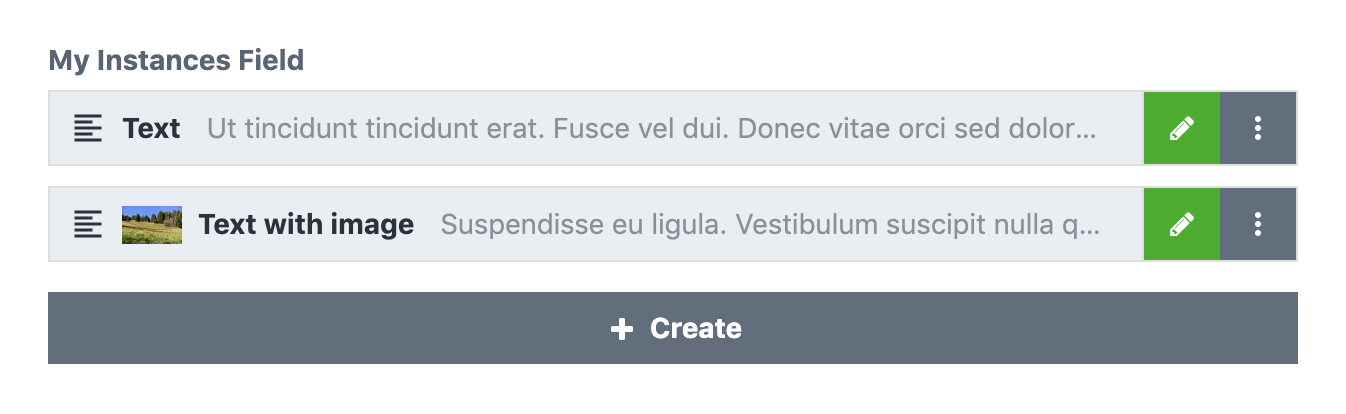 My Instances Field
Text Ut tincidunt tincidunt erat. Fusce vel dui. Donec vitae orci sed dolor...
Text with image Suspendisse eu ligula. Vestibulum suscipit nulla q...
Create